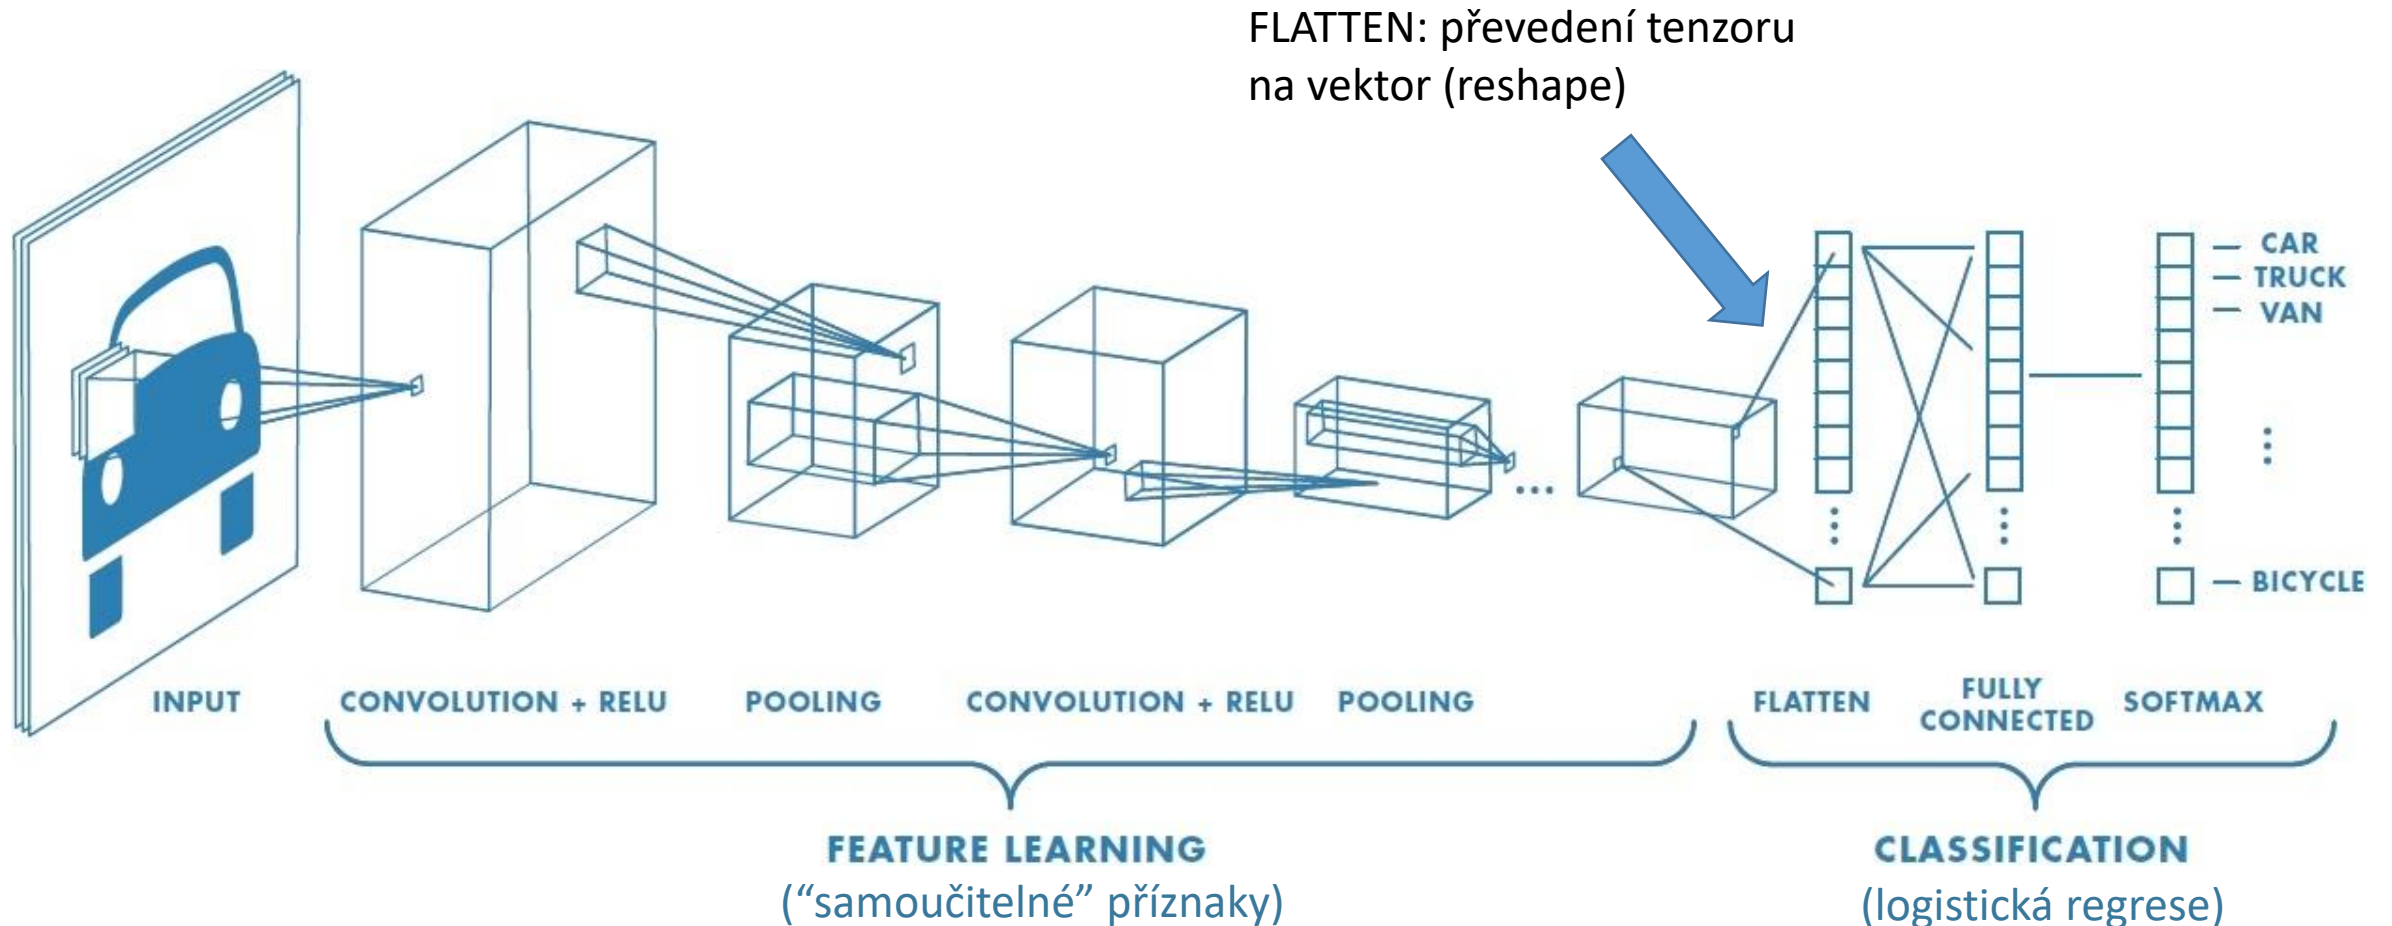 FLATTEN: převedení tenzoru
na vektor (reshape)
CAR
TRUCK
VAN
BICYCLE
INPUT
CONVOLUTION + RELU
POOLING
CONVOLUTION + RELU
POOLING
FLATTEN
FULLY
CONNECTED
SOFTMAX
FEATURE LEARNING
(“samoučitelné” příznaky)
CLASSIFICATION
(logistická regrese)